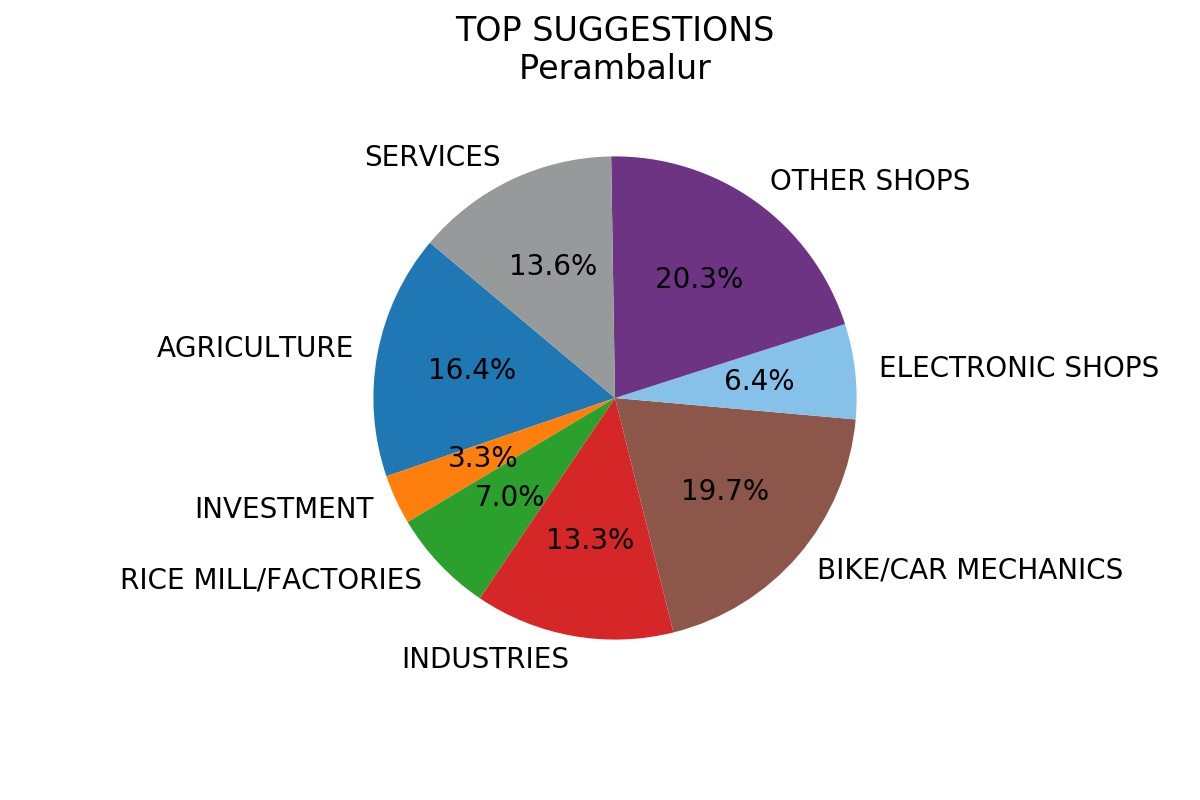 TOP SUGGESTIONS
Perambalur
SERVICES
OTHER SHOPS
13.6%
20.3%
AGRICULTURE
16.4%
6.4%
ELECTRONIC SHOPS
3.3%
INVESTMENT
7.0%
19.7%
13.3%
RICE MILL/FACTORIES
BIKE/CAR MECHANICS
INDUSTRIES